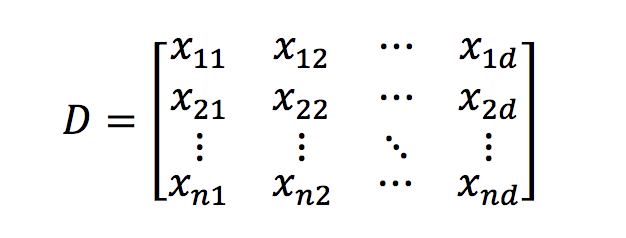 x₁₁ x₁₂ ⋯ x₁d
x₂₁ x₂₂ ⋯ x₂d
D =
⋮ ⋮ ⋱ ⋮
xₙ₁ xₙ₂ ⋯ xₙd